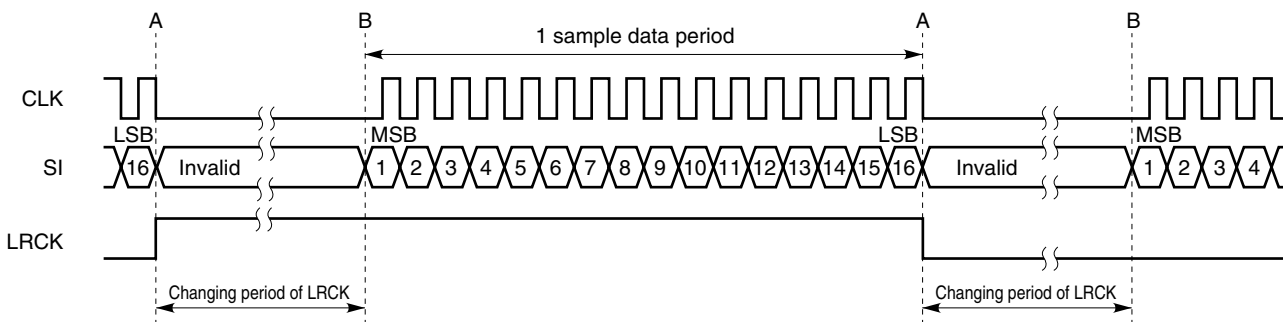 A B A B
1 sample data period
CLK
LSB MSB LSB MSB
SI 16 Invalid 1 2 3 4 5 6 7 8 9 10 11 12 13 14 15 16 Invalid 1 2 3 4
LRCK
Changing period of LRCK Changing period of LRCK